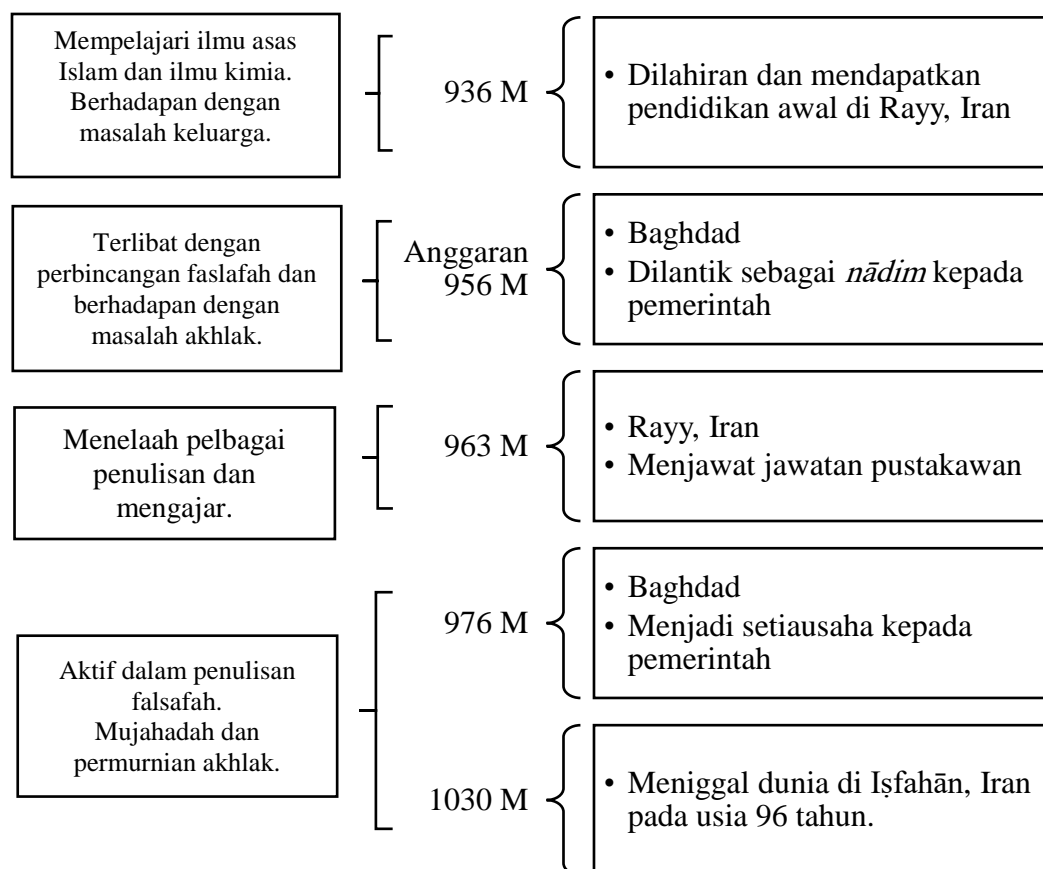 Mempelajari ilmu asas
Islam dan ilmu kimia.
Berhadapan dengan
masalah keluarga.
936 M
• Dilahiran dan mendapatkan
pendidikan awal di Rayy, Iran
Terlibat dengan
perbincangan faslafah dan
berhadapan dengan
masalah akhlak.
Anggaran
956 M
• Baghdad
• Dilantik sebagai nādim kepada
pemerintah
Menelaah pelbagai
penulisan dan
mengajar.
963 M
• Rayy, Iran
• Menjawat jawatan pustakawan
Aktif dalam penulisan
falsafah.
Mujahadah dan
permurnian akhlak.
976 M
• Baghdad
• Menjadi setiausaha kepada
pemerintah
1030 M
• Meniggal dunia di Iṣfahān, Iran
pada usia 96 tahun.